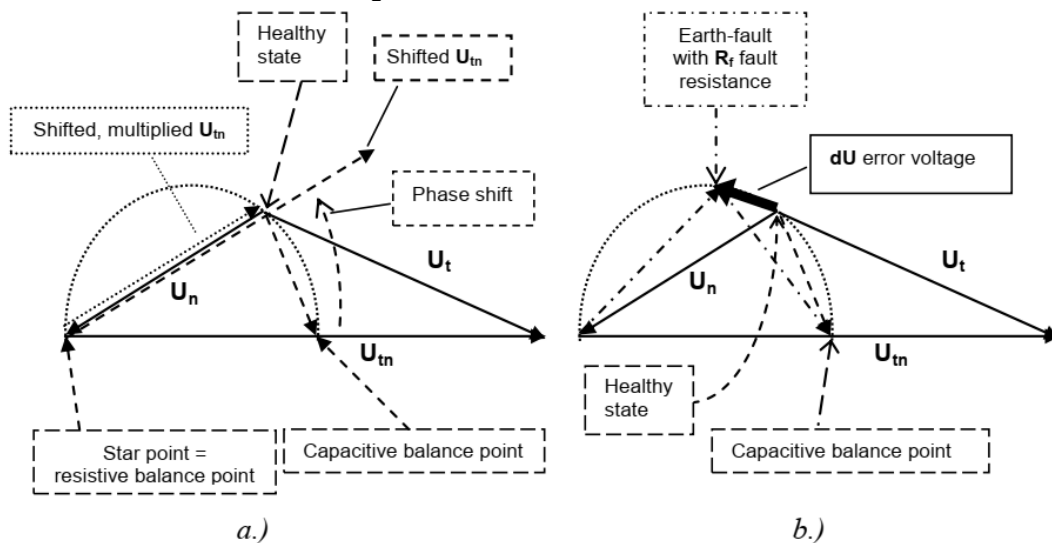 Healthy
state
Shifted Utn
Shifted, multiplied Utn
Phase shift
Un
Ut
Utn
Star point =
resistive balance point
Capacitive balance point
a.)
Earth-fault
with Rf fault
resistance
dU error voltage
Un
Ut
Utn
Healthy
state
Capacitive balance point
b.)